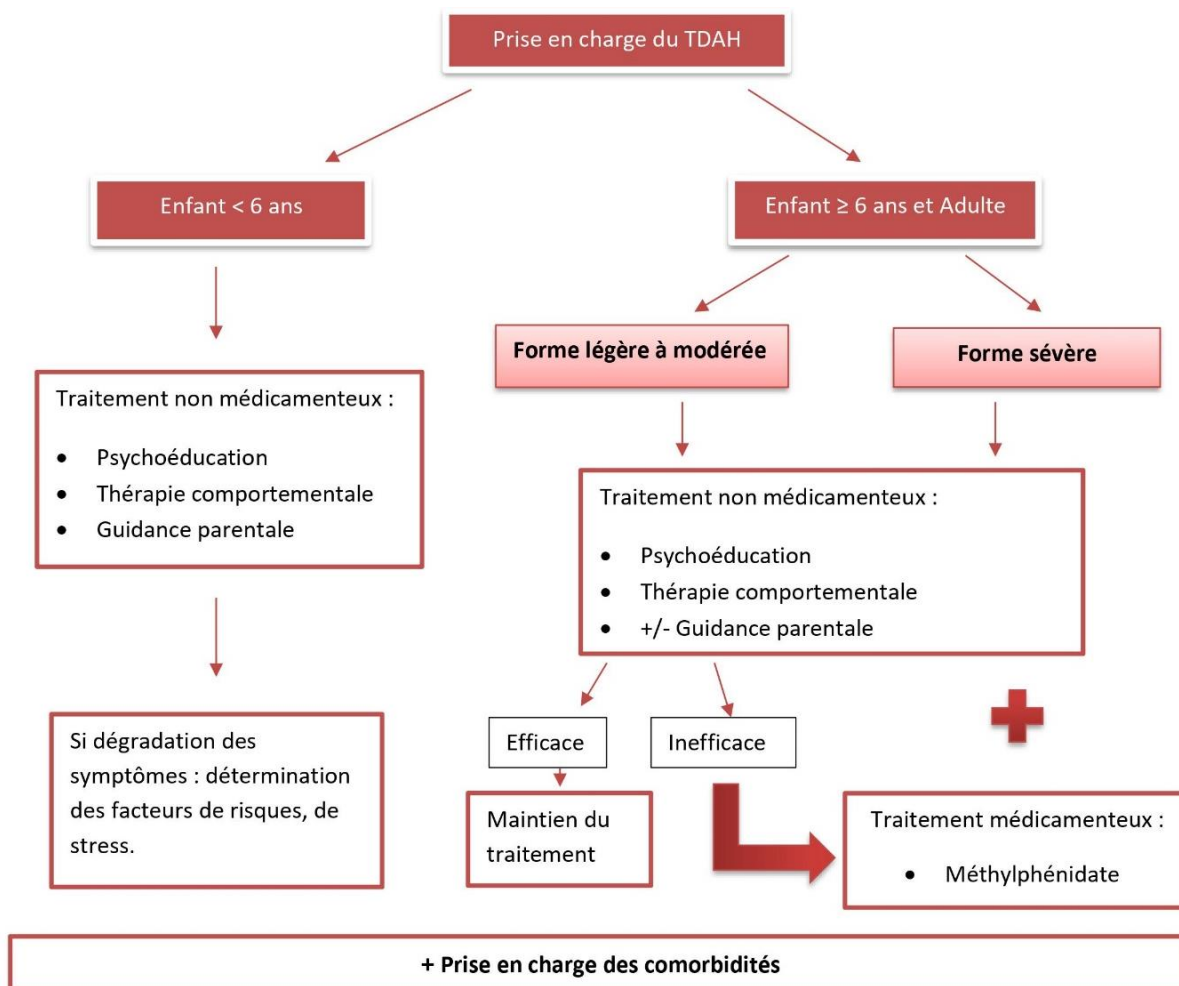 Prise en charge du TDAH
Enfant < 6 ans
Enfant ≥ 6 ans et Adulte
Forme légère à modérée
Forme sévère
Traitement non médicamenteux :
• Psychoéducation
• Thérapie comportementale
• Guidance parentale
Traitement non médicamenteux :
• Psychoéducation
• Thérapie comportementale
• +/- Guidance parentale
Si dégradation des
symptômes : détermination
des facteurs de risques, de
stress.
Efficace
Inefficace
Maintien du
traitement
Traitement médicamenteux :
• Méthylphénidate
+ Prise en charge des comorbidités